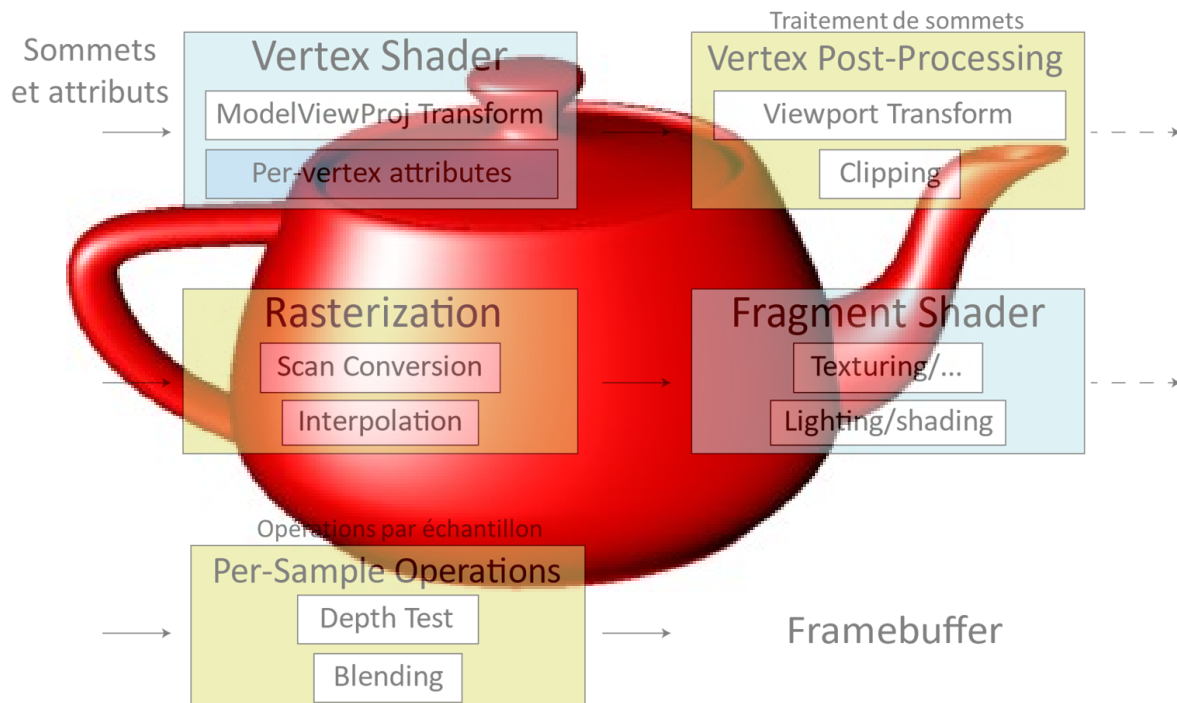 Sommets
et attributs
Vertex Shader
ModelViewProj Transform
Per-vertex attributes
Traitement de sommets
Vertex Post-Processing
Viewport Transform
Clipping
Rasterization
Scan Conversion
Interpolation
Fragment Shader
Texturing/...
Lighting/shading
Opérations par échantillon
Per-Sample Operations
Depth Test
Blending
Framebuffer